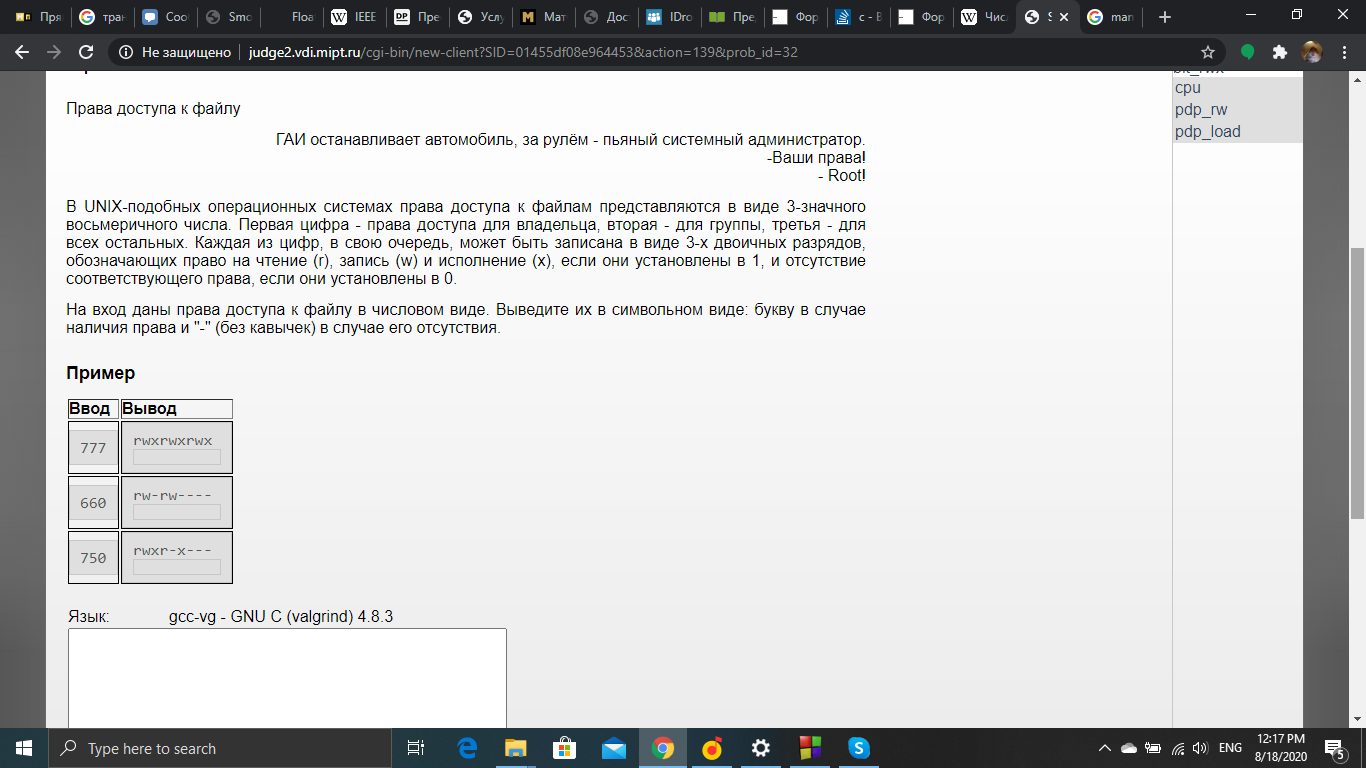 Пря
тран
Сооt
Smo
Floa
IEEE
Пре
Услу
Мат
Дос
IDro
Пре,
Фор
c - B
Фор
Числ
S
man
Не защищено | judge2.vdi.mipt.ru/cgi-bin/new-client?SID=01455df08e964453&action=139&prob_id=32
bit_rwx
cpu
pdp_rw
pdp_load
Права доступа к файлу
ГАИ останавливает автомобиль, за рулём - пьяный системный администратор.
-Ваши права!
- Root!
В UNIX-подобных операционных системах права доступа к файлам представляются в виде 3-значного
восьмеричного числа. Первая цифра - права доступа для владельца, вторая - для группы, третья - для
всех остальных. Каждая из цифр, в свою очередь, может быть записана в виде 3-х двоичных разрядов,
обозначающих право на чтение (r), запись (w) и исполнение (x), если они установлены в 1, и отсутствие
соответствующего права, если они установлены в 0.
На вход даны права доступа к файлу в числовом виде. Выведите их в символьном виде: букву в случае
наличия права и "-" (без кавычек) в случае его отсутствия.
Пример
Ввод Вывод
777 rwxrwxrwx
660 rw-rw----
750 rwxr-x---
Язык: gcc-vg - GNU C (valgrind) 4.8.3
Type here to search
ENG
12:17 PM
8/18/2020
5